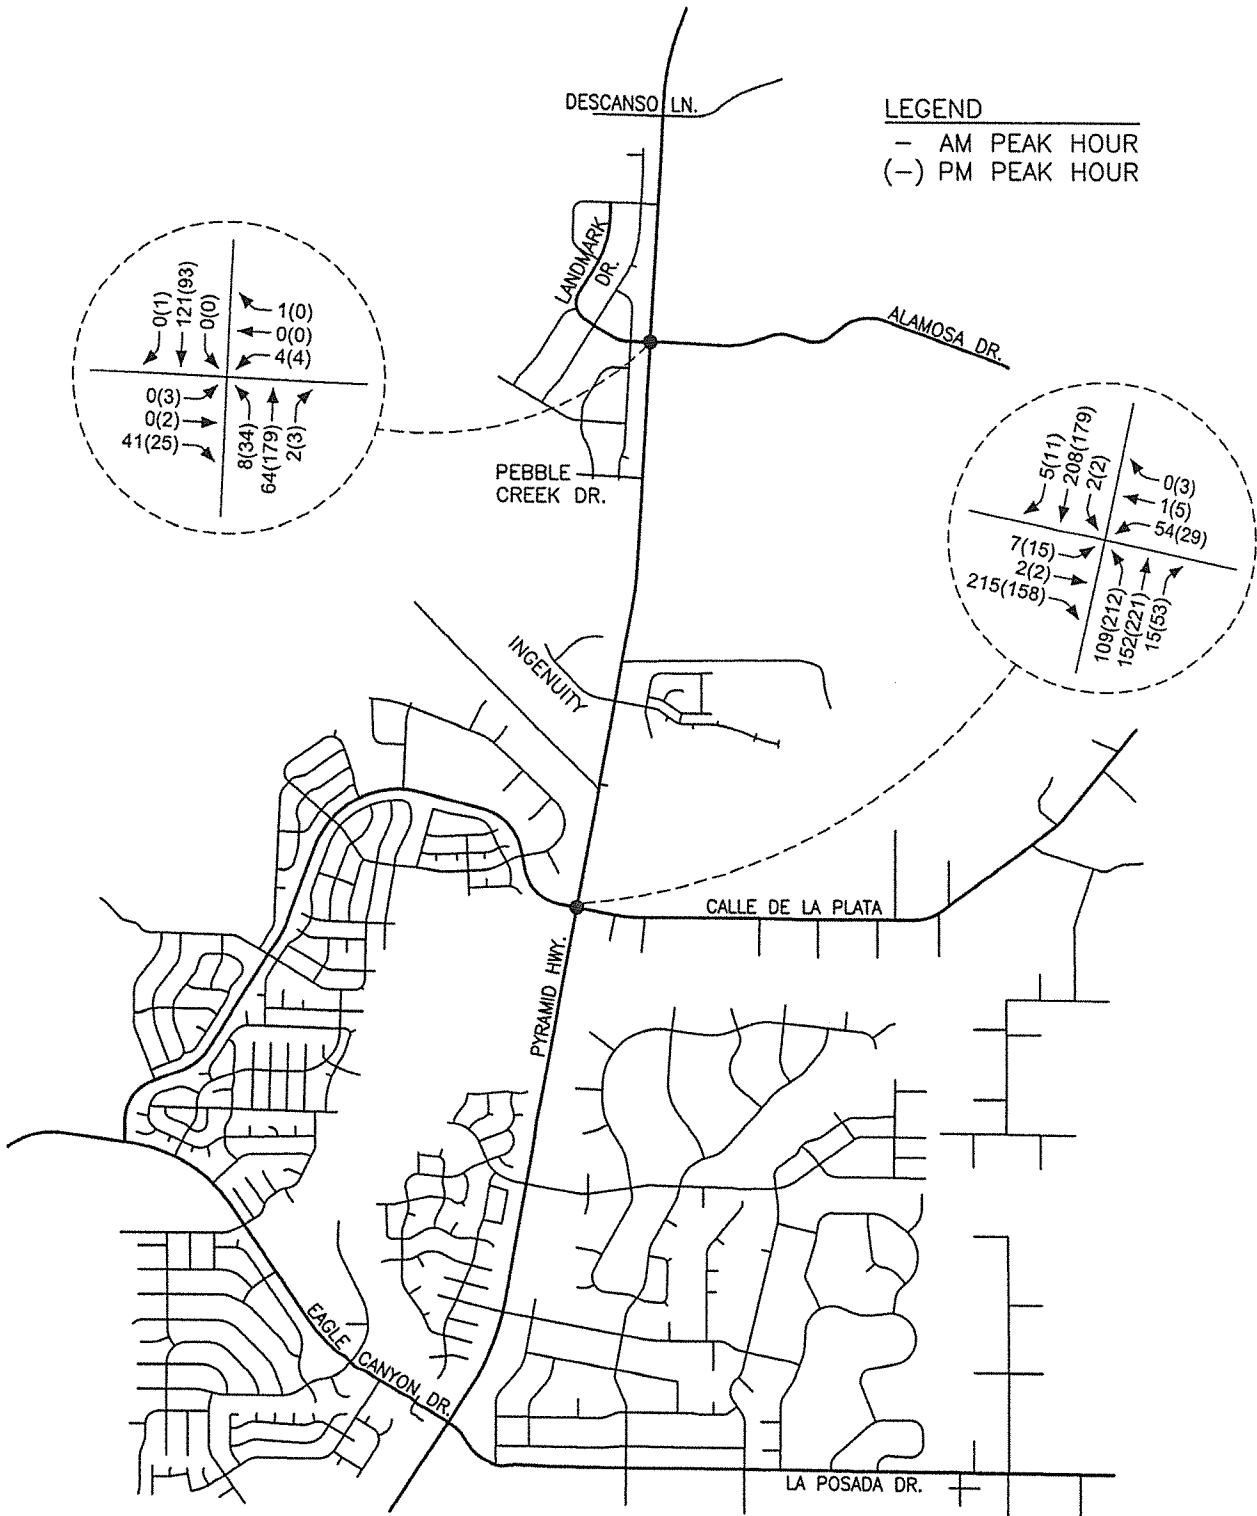 DESCANSO LN.
LEGEND
– AM PEAK HOUR
(–) PM PEAK HOUR
LANDMARK
DR.
ALAMOSA DR.
0(1)
121(93)
0(0)
1(0)
0(0)
4(4)
0(3)
0(2)
41(25)
8(34)
64(179)
2(3)
PEBBLE
CREEK DR.
5(11)
208(179)
2(2)
0(3)
1(5)
54(29)
7(15)
2(2)
215(158)
109(212)
152(221)
15(53)
INGENUITY
CALLE DE LA PLATA
PYRAMID HWY.
EAGLE CANYON DR.
LA POSADA DR.